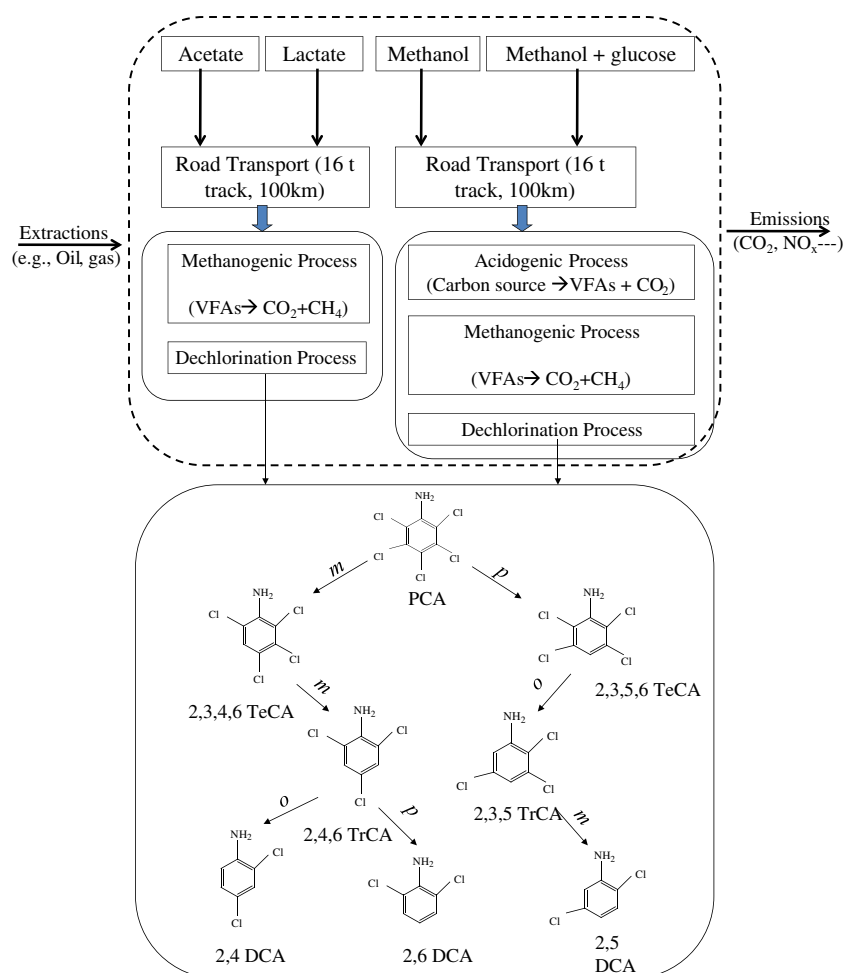 Acetate
Lactate
Methanol
Methanol + glucose
Road Transport (16 t
track, 100km)
Road Transport (16 t
track, 100km)
Extractions
(e.g., Oil, gas)
Emissions
(CO₂, NOₓ---)
Methanogenic Process
(VFAs→ CO₂+CH₄)
Dechlorination Process
Acidogenic Process
(Carbon source →VFAs + CO₂)
Methanogenic Process
(VFAs→ CO₂+CH₄)
Dechlorination Process
NH₂
Cl
Cl
Cl
Cl
Cl
PCA
m
p
NH₂
Cl
Cl
Cl
Cl
2,3,4,6 TeCA
NH₂
Cl
Cl
Cl
Cl
2,3,5,6 TeCA
m
o
NH₂
Cl
Cl
Cl
2,4,6 TrCA
NH₂
Cl
Cl
Cl
2,3,5 TrCA
o
p
m
NH₂
Cl
Cl
2,4 DCA
NH₂
Cl
Cl
2,6 DCA
NH₂
Cl
Cl
2,5
DCA